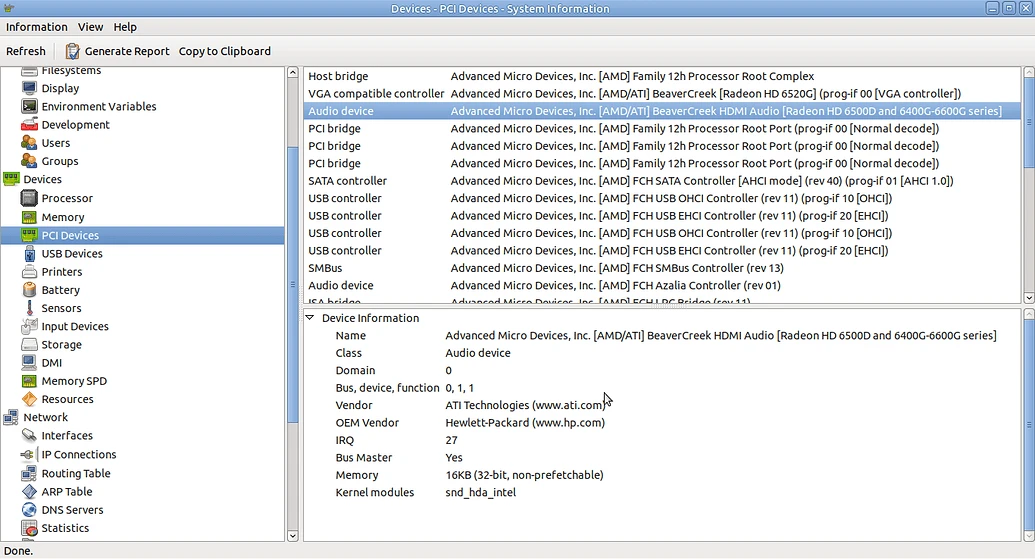 Devices - PCI Devices - System Information
Information View Help
Refresh Generate Report Copy to Clipboard
Filesystems
Display
Environment Variables
Development
Users
Groups
Devices
Processor
Memory
PCI Devices
USB Devices
Printers
Battery
Sensors
Input Devices
Storage
DMI
Memory SPD
Resources
Network
Interfaces
IP Connections
Routing Table
ARP Table
DNS Servers
Statistics
Host bridge Advanced Micro Devices, Inc. [AMD] Family 12h Processor Root Complex
VGA compatible controller Advanced Micro Devices, Inc. [AMD/ATI] BeaverCreek [Radeon HD 6520G] (prog-if 00 [VGA controller])
Audio device Advanced Micro Devices, Inc. [AMD/ATI] BeaverCreek HDMI Audio [Radeon HD 6500D and 6400G-6600G series]
PCI bridge Advanced Micro Devices, Inc. [AMD] Family 12h Processor Root Port (prog-if 00 [Normal decode])
PCI bridge Advanced Micro Devices, Inc. [AMD] Family 12h Processor Root Port (prog-if 00 [Normal decode])
PCI bridge Advanced Micro Devices, Inc. [AMD] Family 12h Processor Root Port (prog-if 00 [Normal decode])
SATA controller Advanced Micro Devices, Inc. [AMD] FCH SATA Controller [AHCI mode] (rev 40) (prog-if 01 [AHCI 1.0])
USB controller Advanced Micro Devices, Inc. [AMD] FCH USB OHCI Controller (rev 11) (prog-if 10 [OHCI])
USB controller Advanced Micro Devices, Inc. [AMD] FCH USB EHCI Controller (rev 11) (prog-if 20 [EHCI])
USB controller Advanced Micro Devices, Inc. [AMD] FCH USB OHCI Controller (rev 11) (prog-if 10 [OHCI])
USB controller Advanced Micro Devices, Inc. [AMD] FCH USB EHCI Controller (rev 11) (prog-if 20 [EHCI])
SMBus Advanced Micro Devices, Inc. [AMD] FCH SMBus Controller (rev 13)
Audio device Advanced Micro Devices, Inc. [AMD] FCH Azalia Controller (rev 01)
ISA bridge Advanced Micro Devices, Inc. [AMD] FCH LPC Bridge (rev 11)
Device Information
Name Advanced Micro Devices, Inc. [AMD/ATI] BeaverCreek HDMI Audio [Radeon HD 6500D and 6400G-6600G series]
Class Audio device
Domain 0
Bus, device, function 0, 1, 1
Vendor ATI Technologies (www.ati.com)
OEM Vendor Hewlett-Packard (www.hp.com)
IRQ 27
Bus Master Yes
Memory 16KB (32-bit, non-prefetchable)
Kernel modules snd_hda_intel
Done.